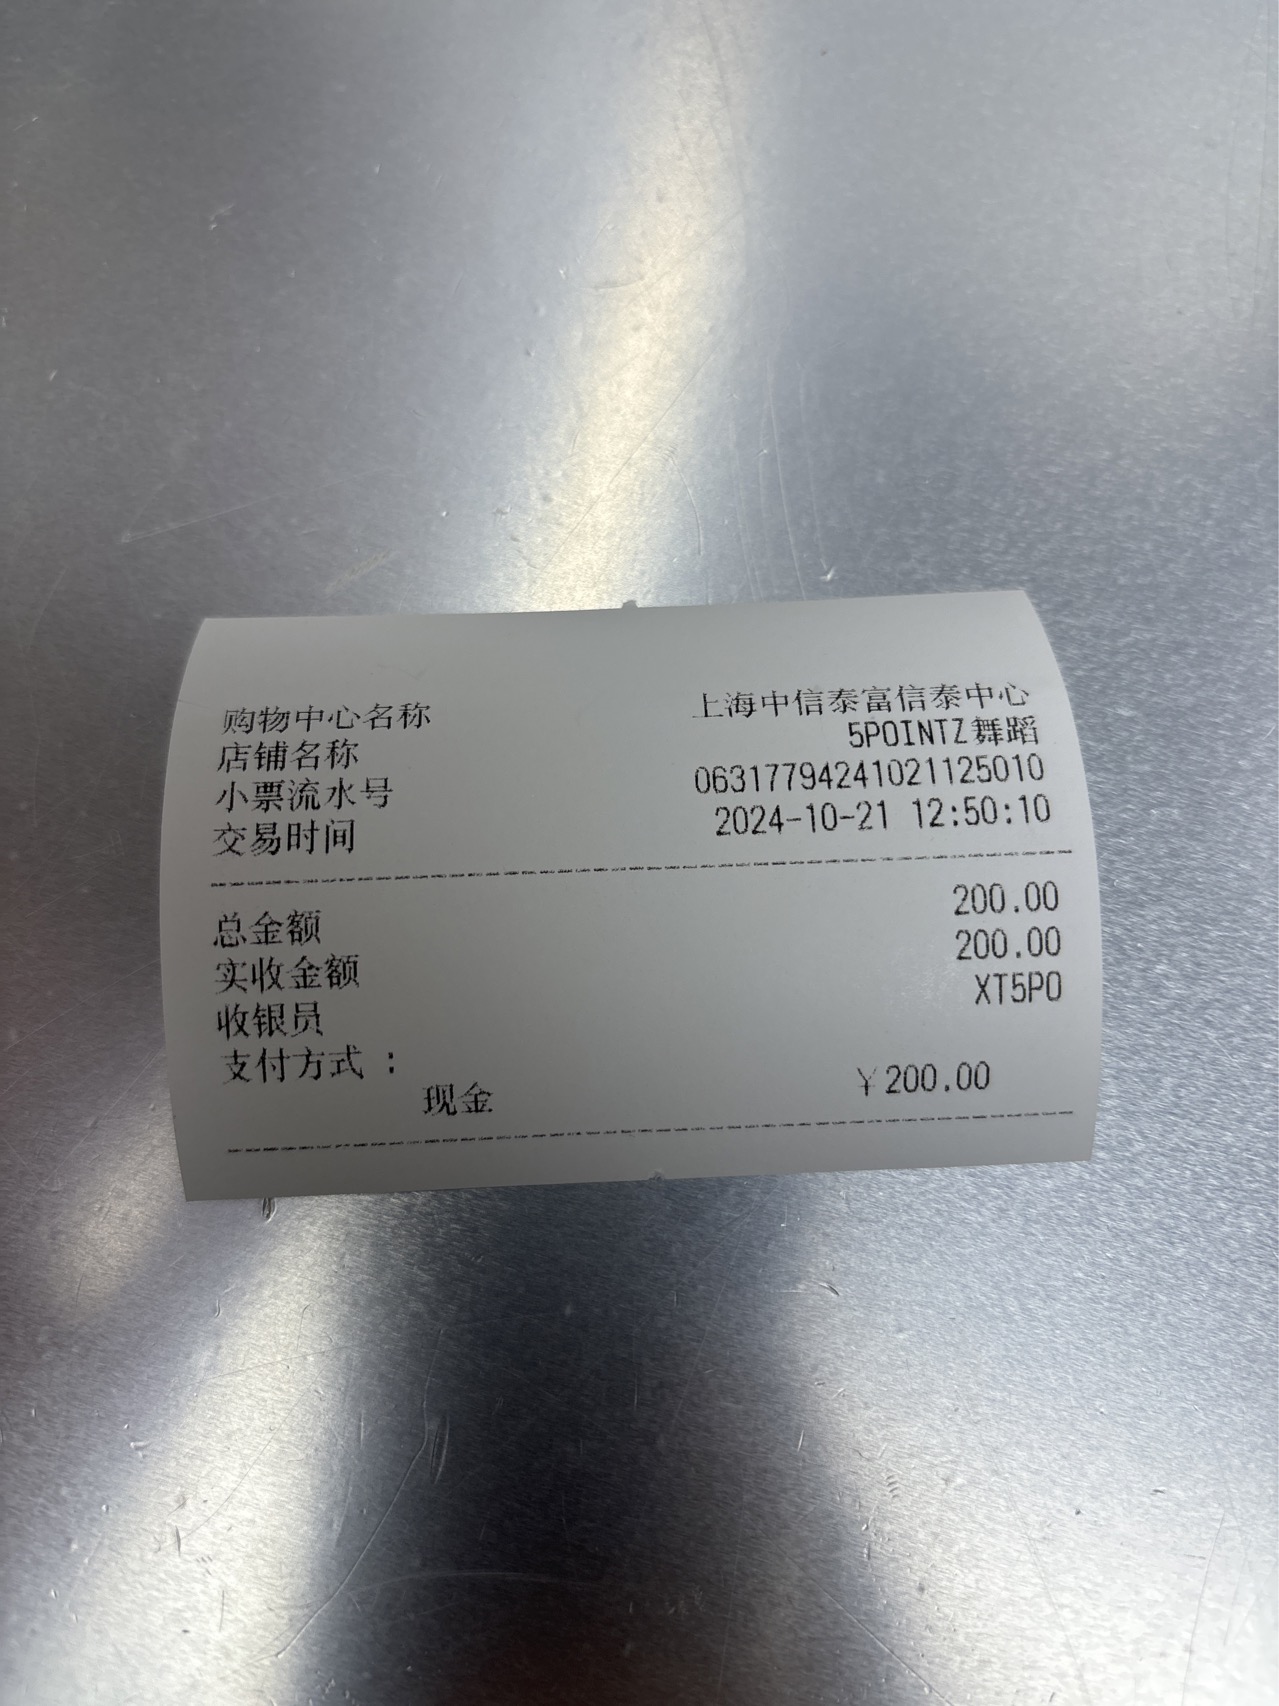 购物中心名称 上海中信泰富信泰中心
店铺名称 5POINTZ舞蹈
小票流水号 06317794241021125010
交易时间 2024-10-21 12:50:10
总金额 200.00
实收金额 200.00
收银员 XT5PO
支付方式 :
现金 ￥200.00